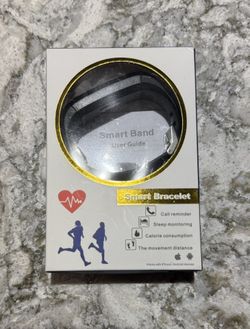 Smart Band
User Guide
Smart Bracelet
Call reminder
Sleep monitoring
Calorie consumption
The movement distance